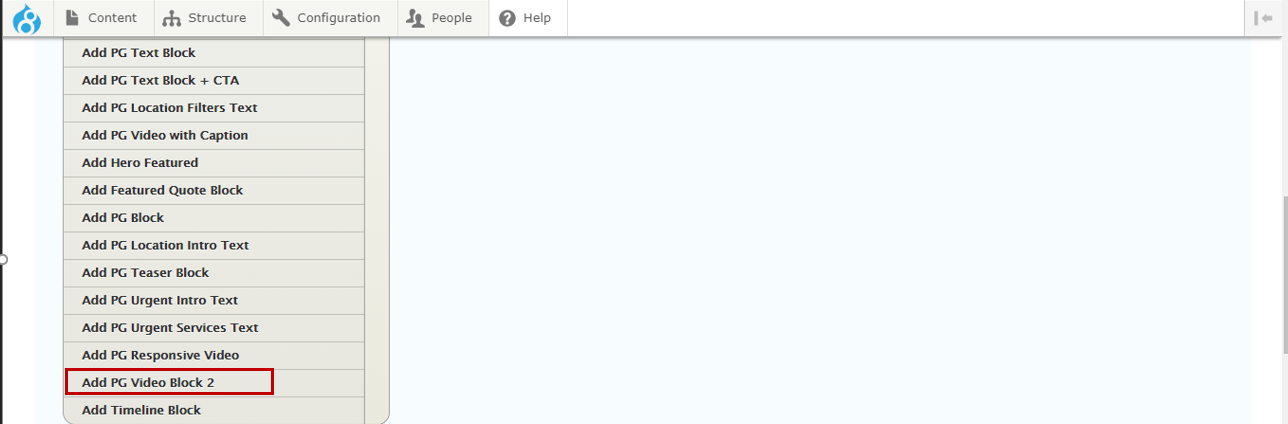 Content Structure Configuration People Help
Add PG Text Block
Add PG Text Block + CTA
Add PG Location Filters Text
Add PG Video with Caption
Add Hero Featured
Add Featured Quote Block
Add PG Block
Add PG Location Intro Text
Add PG Teaser Block
Add PG Urgent Intro Text
Add PG Urgent Services Text
Add PG Responsive Video
Add PG Video Block 2
Add Timeline Block